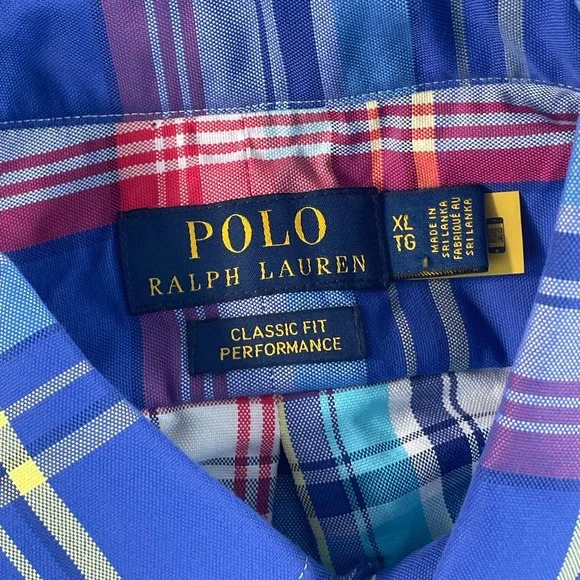 POLO
RALPH LAUREN
XL
TG
MADE IN
SRI LANKA
FABRIQUÉ AU
SRI LANKA
CLASSIC FIT
PERFORMANCE